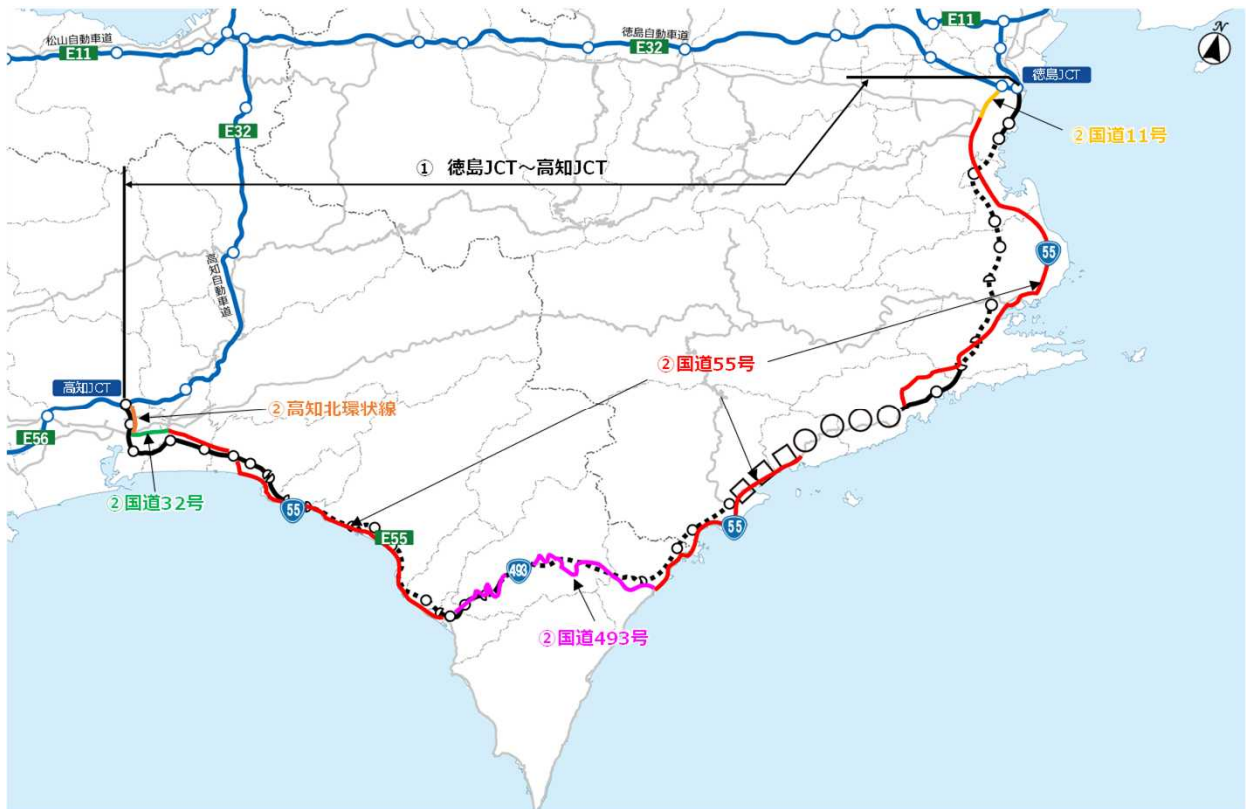 松山自動車道
E11
徳島自動車道
E32
E11
N
徳島JCT
②国道11号
E32
① 徳島JCT～高知JCT
高知自動車道
55
②国道55号
高知JCT
②高知北環状線
E56
②国道32号
55
E55
55
493
②国道493号